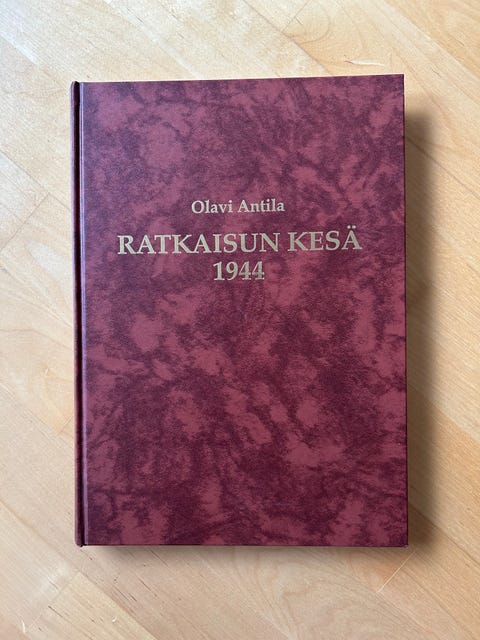 Olavi Antila
RATKAISUN KESÄ
1944